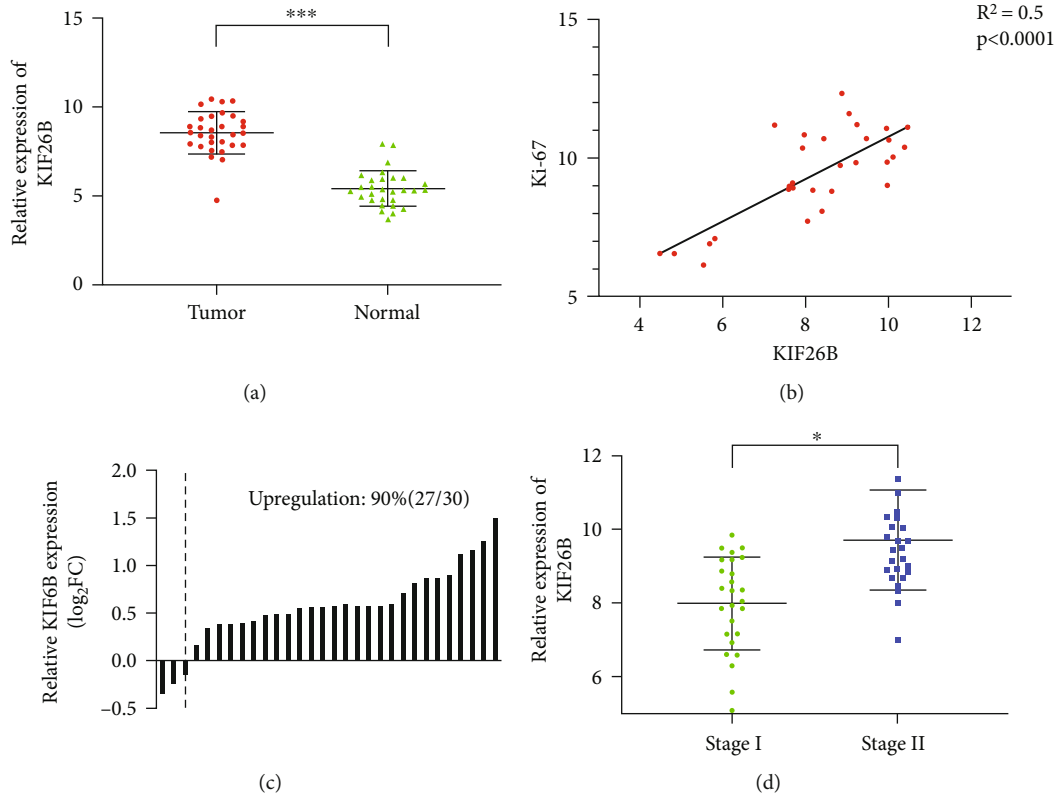 Relative expression of
KIF26B
15
10
5
0
***
Tumor
Normal
(a)
Ki-67
15
10
5
R² = 0.5
p<0.0001
4
6
8
10
12
KIF26B
(b)
Relative KIF6B expression
(log₂FC)
2.0
1.5
1.0
0.5
0.0
–0.5
Upregulation: 90%(27/30)
(c)
Relative expression of
KIF26B
12
10
8
6
*
Stage I
Stage II
(d)